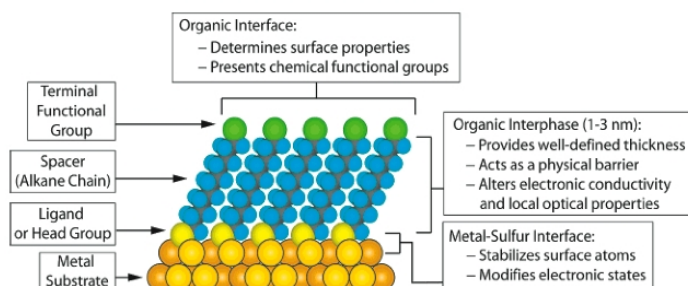 Organic Interface:
– Determines surface properties
– Presents chemical functional groups
Terminal
Functional
Group
Spacer
(Alkane Chain)
Ligand
or Head Group
Metal
Substrate
Organic Interphase (1-3 nm):
– Provides well-defined thickness
– Acts as a physical barrier
– Alters electronic conductivity
and local optical properties
Metal-Sulfur Interface:
– Stabilizes surface atoms
– Modifies electronic states